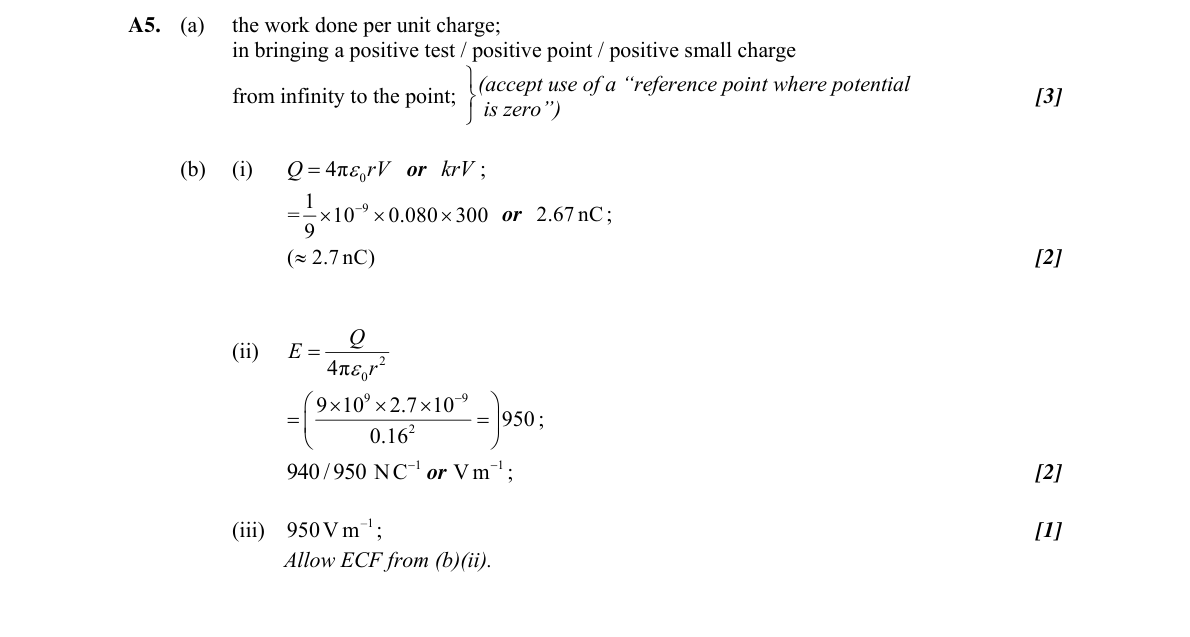 A5. (a) the work done per unit charge;
in bringing a positive test / positive point / positive small charge
from infinity to the point; } (accept use of a “reference point where potential
is zero”) [3]
(b) (i) Q = 4πε₀rV or krV ;
= 1/9 × 10⁻⁹ × 0.080 × 300 or 2.67 nC ;
(≈ 2.7 nC) [2]
(ii) E = Q / 4πε₀r²
= ( 9×10⁹ × 2.7×10⁻⁹ / 0.16² = ) 950 ;
940 / 950 N C⁻¹ or V m⁻¹ ; [2]
(iii) 950 V m⁻¹ ; [1]
Allow ECF from (b)(ii).